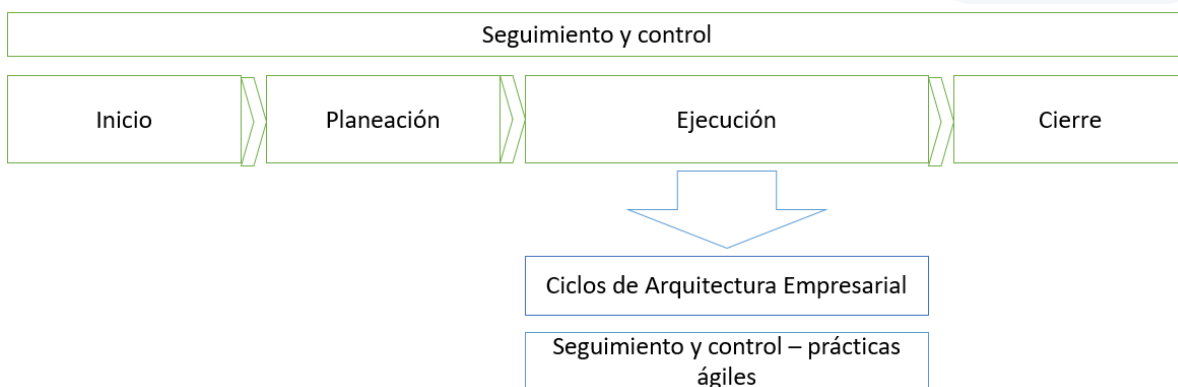 Seguimiento y control
Inicio
Planeación
Ejecución
Cierre
Ciclos de Arquitectura Empresarial
Seguimiento y control – prácticas
ágiles